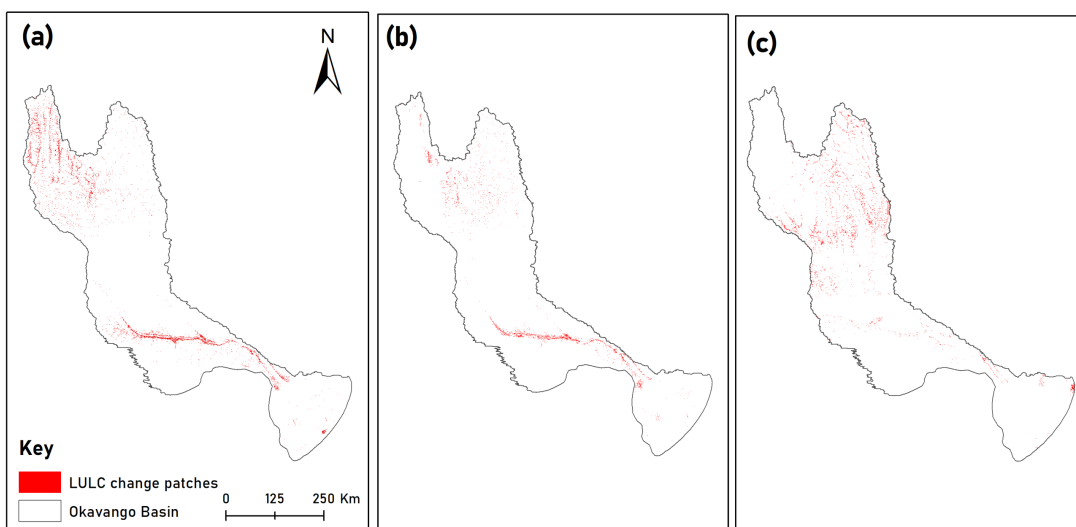 (a)
N
(b)
(c)
Key
LULC change patches
Okavango Basin
0 125 250 Km